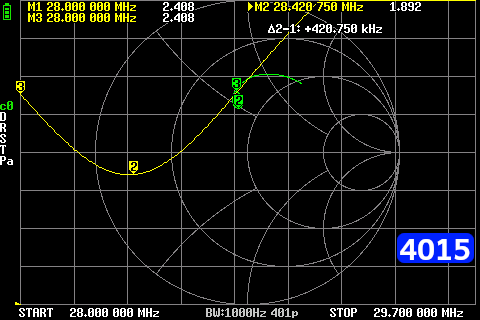 M1 28.000 000 MHz 2.408 ▶M2 28.420 750 MHz 1.892
M3 28.000 000 MHz 2.408
Δ2-1: +420.750 kHz
3
3
2
2
c0
D
R
S
T
Pa
4015
START 28.000 000 MHz BW:1000Hz 401p STOP 29.700 000 MHz